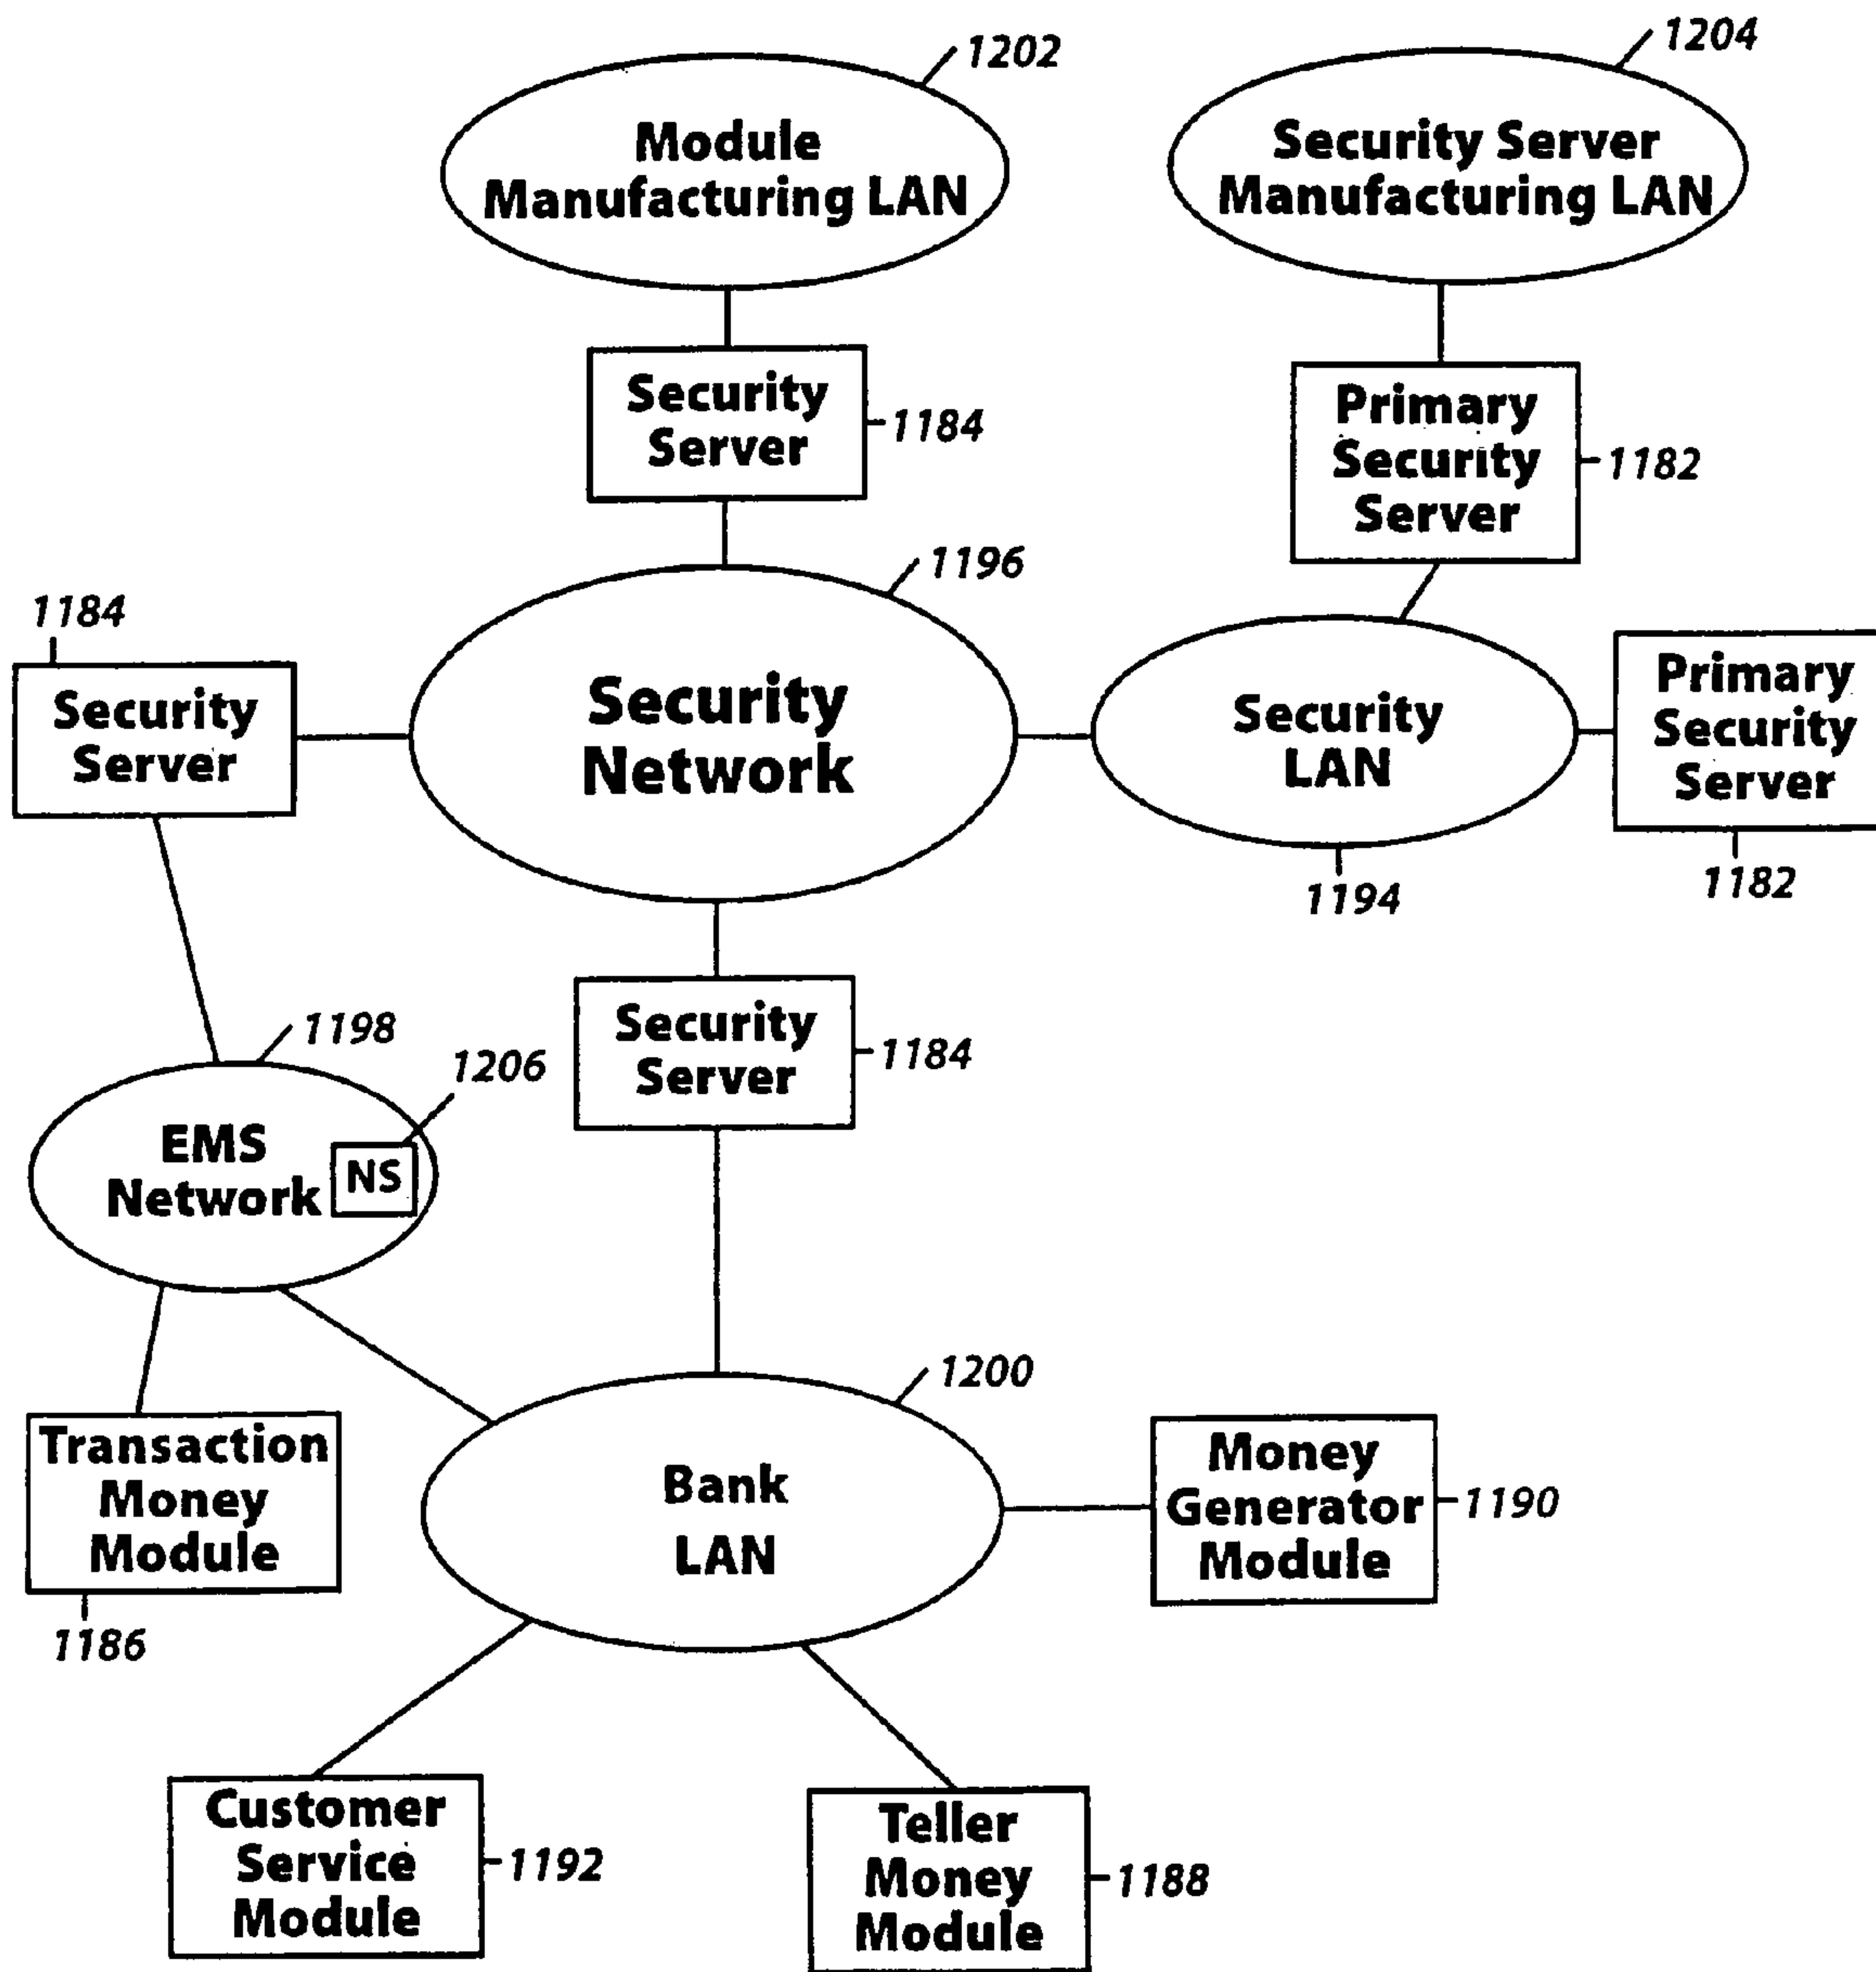 1202
Module
Manufacturing LAN
1204
Security Server
Manufacturing LAN
Security
Server
1184
Primary
Security
Server
1182
1196
Security
Network
1184
Security
Server
Security
LAN
1194
Primary
Security
Server
1182
Security
Server
1184
1198
1206
EMS
Network
NS
1200
Bank
LAN
Transaction
Money
Module
1186
Money
Generator
Module
1190
Customer
Service
Module
1192
Teller
Money
Module
1188